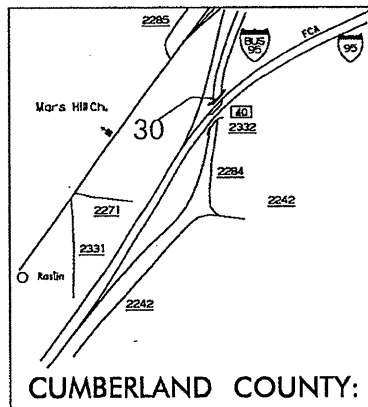 2285
BUS
95
FCA
95
Mars Hill Ch.
30
40
2332
2284
2271
2242
2331
Raslin
2242
CUMBERLAND COUNTY: